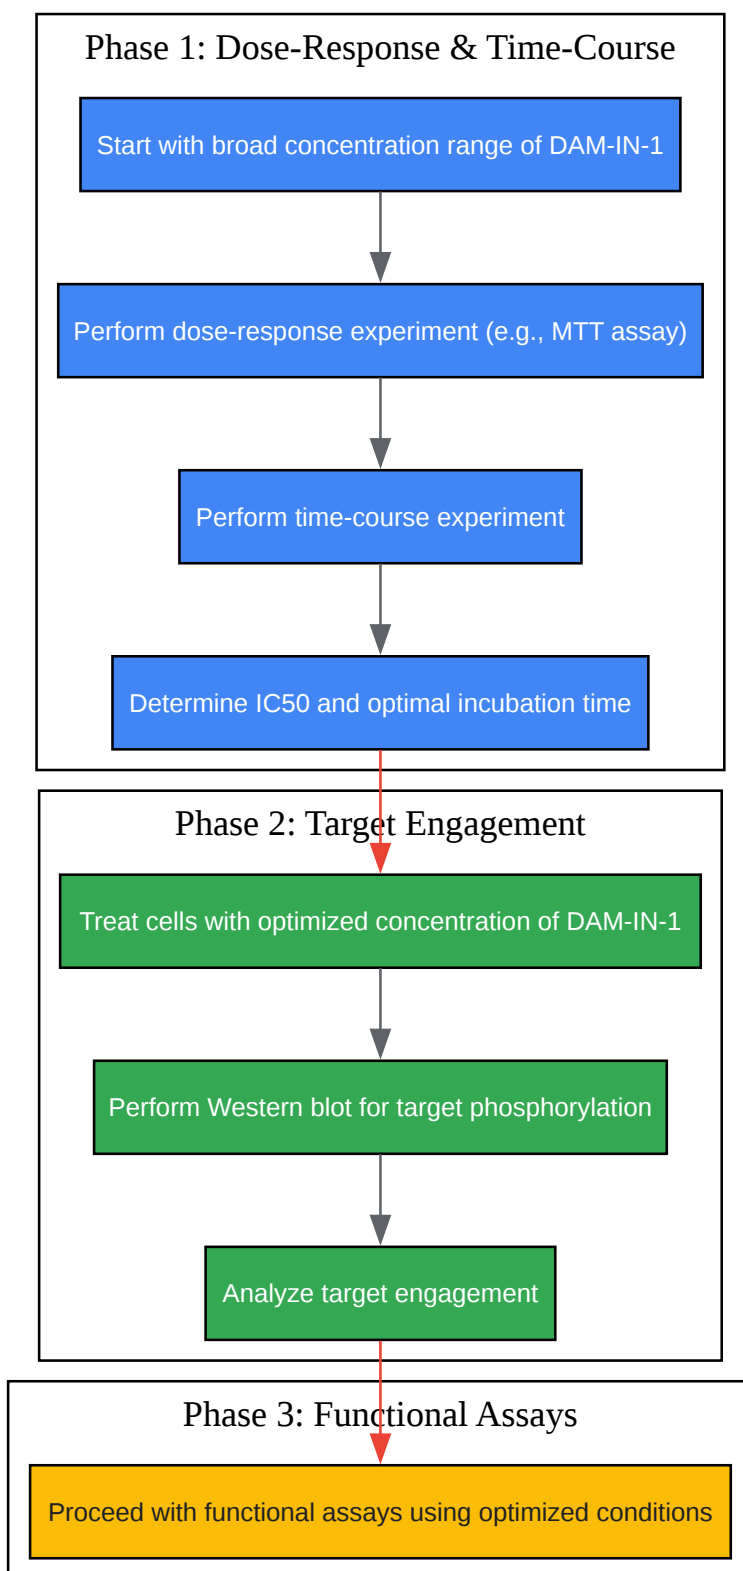 Phase 1: Dose-Response & Time-Course
Start with broad concentration range of DAM-IN-1
Perform dose-response experiment (e.g., MTT assay)
Perform time-course experiment
Determine IC50 and optimal incubation time
Phase 2: Target Engagement
Treat cells with optimized concentration of DAM-IN-1
Perform Western blot for target phosphorylation
Analyze target engagement
Phase 3: Functional Assays
Proceed with functional assays using optimized conditions